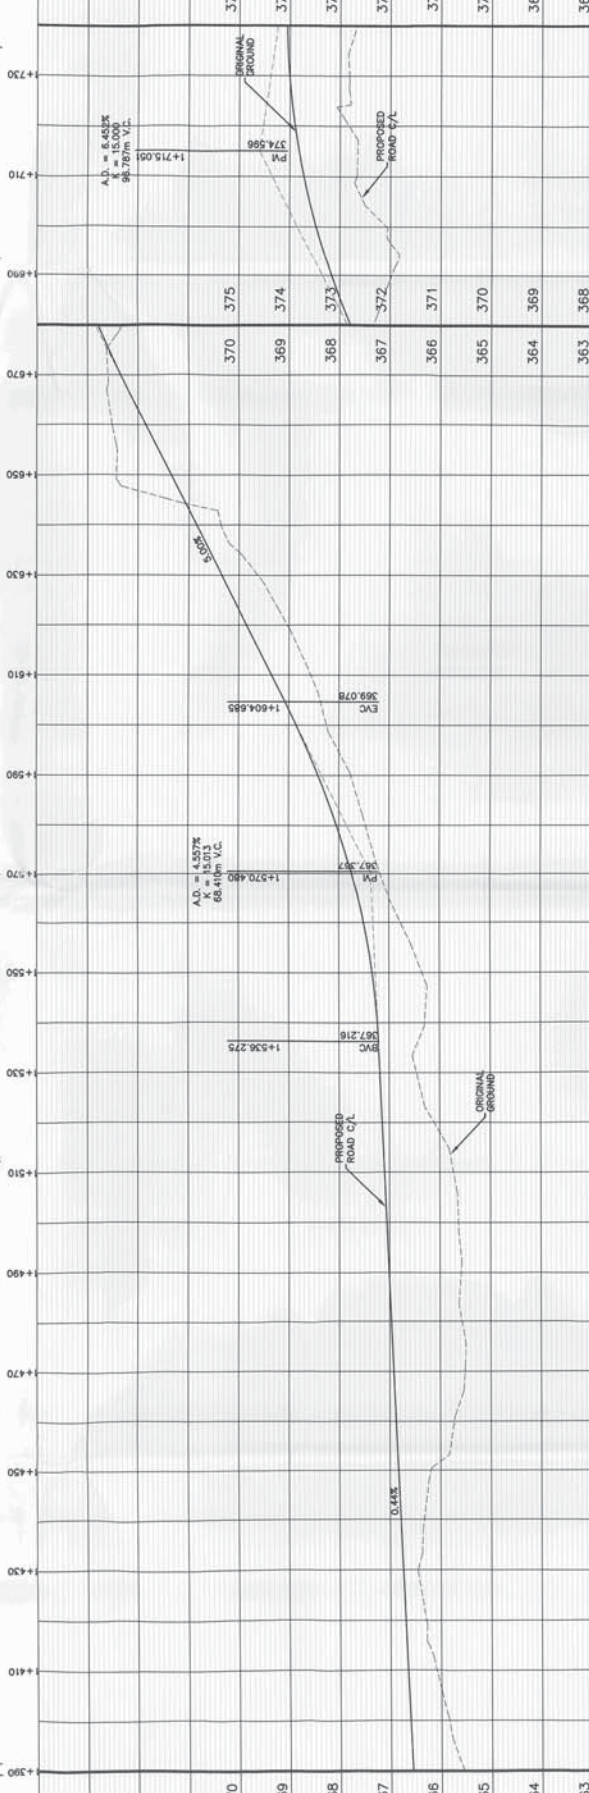 1+730
1+710
1+690
A.D. = 6.452%
K = 15.000
96.787m V.C.
1+715.051
PVI
374.596
ORIGINAL
GROUND
PROPOSED
ROAD C/L
375
374
373
372
371
370
369
368
370
369
368
367
366
365
364
363
1+670
1+650
1+630
1+610
1+590
1+570
1+550
1+530
1+510
1+490
1+470
1+450
1+430
1+410
1+390
5.00%
1+604.685
EVC
369.078
A.D. = 4.557%
K = 15.013
68.410m V.C.
1+570.480
PVI
367.367
1+536.275
BVC
367.216
PROPOSED
ROAD C/L
ORIGINAL
GROUND
0.44%